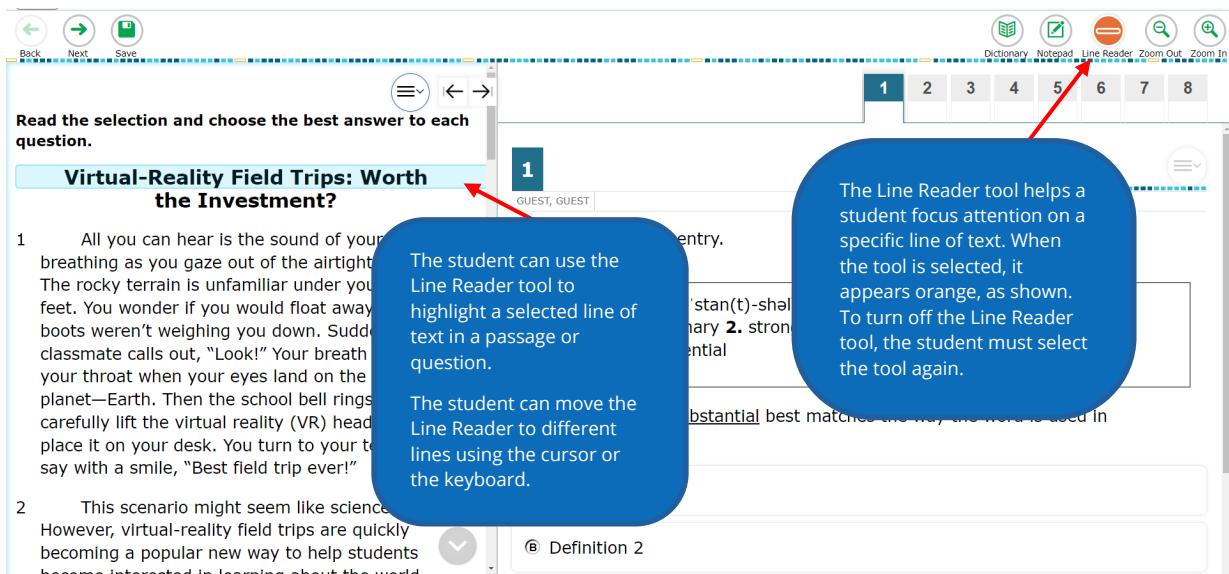 Back Next Save
Dictionary Notepad Line Reader Zoom Out Zoom In
Read the selection and choose the best answer to each
question.
Virtual-Reality Field Trips: Worth
the Investment?
1 All you can hear is the sound of your
breathing as you gaze out of the airtight
The rocky terrain is unfamiliar under
feet. You wonder if you would float away
boots weren’t weighing you down.
classmate calls out, “Look!” Your breath
your throat when your eyes land on the
planet—Earth. Then the school bell rings
carefully lift the virtual reality (VR)
place it on your desk. You turn to your
say with a smile, “Best field trip ever!”
2 This scenario might seem like science
However, virtual-reality field trips are quickly
becoming a popular new way to help students
become interested in learning about the world
The student can use the
Line Reader tool to
highlight a selected line of
text in a passage or
question.
The student can move the
Line Reader to different
lines using the cursor or
the keyboard.
1 2 3 4 5 6 7 8
1
GUEST, GUEST
entry.
ˈstan(t)-shəl
2. 
bstantial best matches the way the word is used in
Ⓑ Definition 2
The Line Reader tool helps a
student focus attention on a
specific line of text. When
the tool is selected, it
appears orange, as shown.
To turn off the Line Reader
tool, the student must select
the tool again.